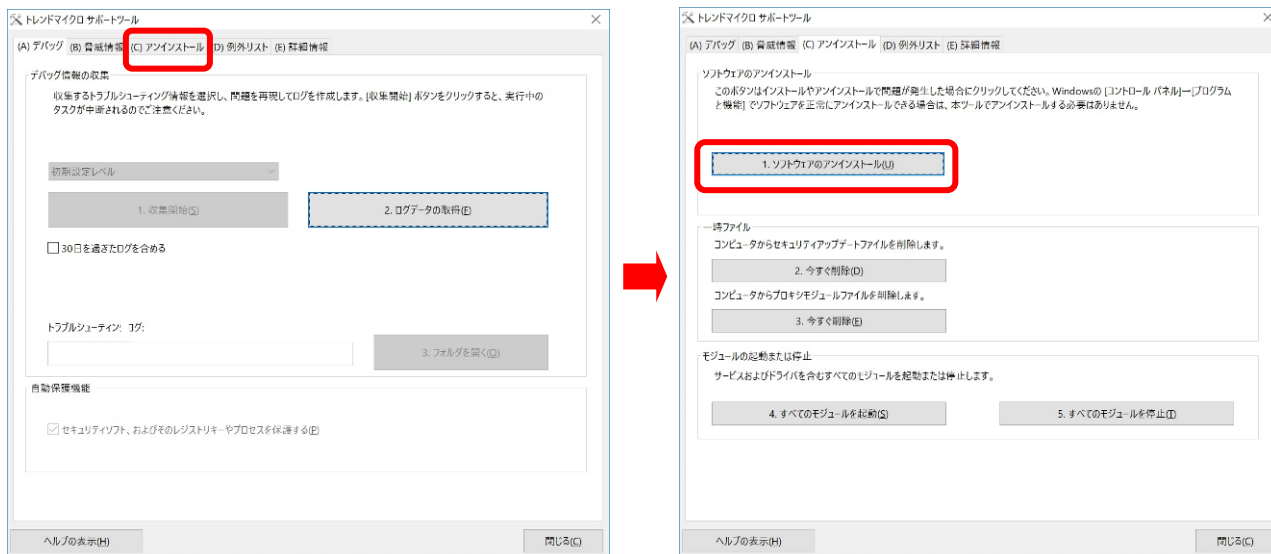 トレンドマイクロ サポートツール
(A) デバッグ (B) 脅威情報 (C) アンインストール (D) 例外リスト (E) 詳細情報
デバッグ情報の収集
収集するトラブルシューティング情報を選択し、問題を再現してログを作成します。[収集開始] ボタンをクリックすると、実行中の
タスクが中断されるのでご注意ください。
初期設定レベル
1. 収集開始(S)
2. ログデータの取得(F)
30日を過ぎたログを含める
トラブルシューティン: ログ:
3. フォルダを開く(O)
自動保護機能
セキュリティソフト、およびそのレジストリキーやプロセスを保護する(P)
ヘルプの表示(H)
閉じる(C)
トレンドマイクロ サポートツール
(A) デバッグ (B) 脅威情報 (C) アンインストール (D) 例外リスト (E) 詳細情報
ソフトウェアのアンインストール
このボタンはインストールやアンインストールで問題が発生した場合にクリックしてください。Windowsの [コントロール パネル]―[プログラム
と機能] でソフトウェアを正常にアンインストールできる場合は、本ツールでアンインストールする必要はありません。
1. ソフトウェアのアンインストール(U)
一時ファイル
コンピュータからセキュリティアップデートファイルを削除します。
2. 今すぐ削除(D)
コンピュータからプロキシモジュールファイルを削除します。
3. 今すぐ削除(E)
モジュールの起動または停止
サービスおよびドライバを含むすべてのモジュールを起動または停止します。
4. すべてのモジュールを起動(S)
5. すべてのモジュールを停止(T)
ヘルプの表示(H)
閉じる(C)